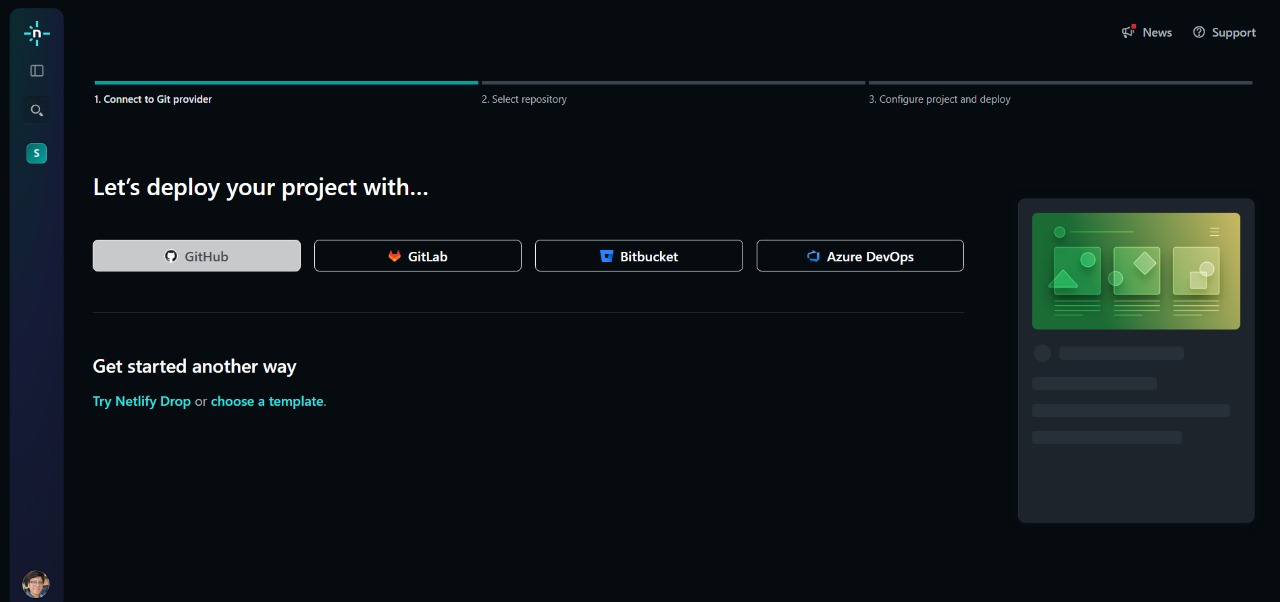 n
News
Support
1. Connect to Git provider
2. Select repository
3. Configure project and deploy
S
Let’s deploy your project with…
GitHub
GitLab
Bitbucket
Azure DevOps
Get started another way
Try Netlify Drop or choose a template.